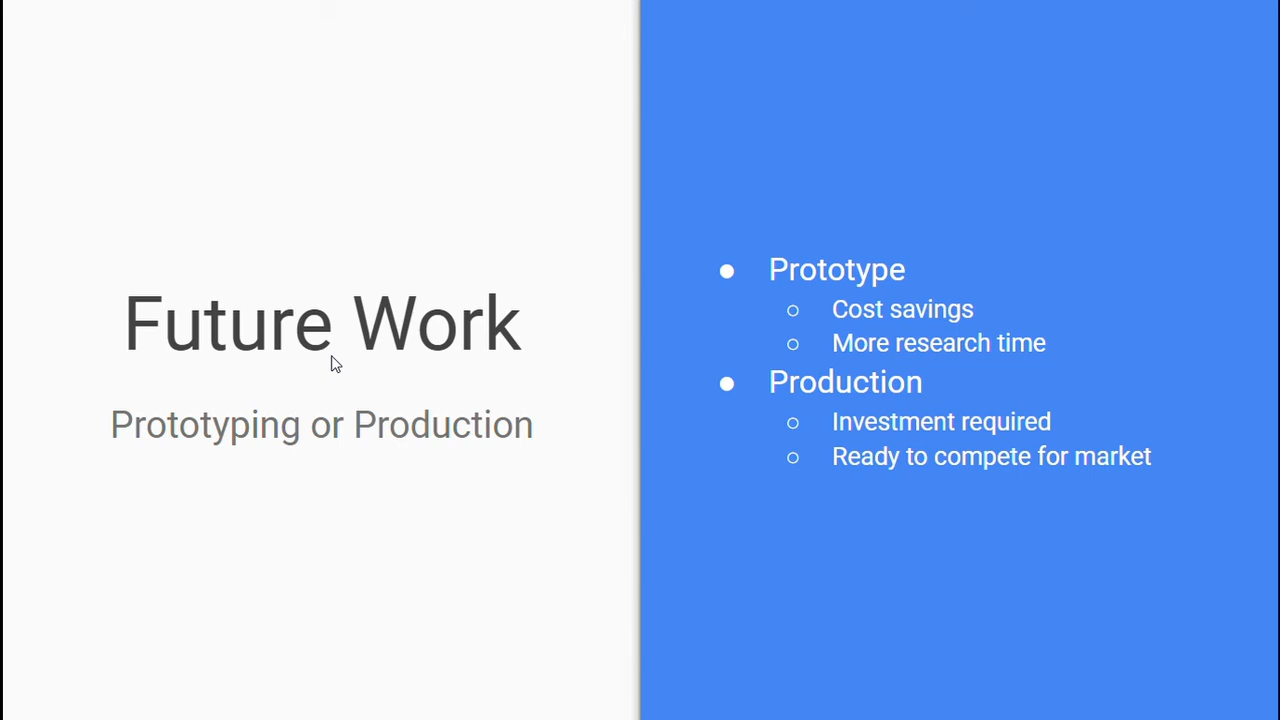 Future Work
Prototyping or Production
● Prototype
○ Cost savings
○ More research time
● Production
○ Investment required
○ Ready to compete for market